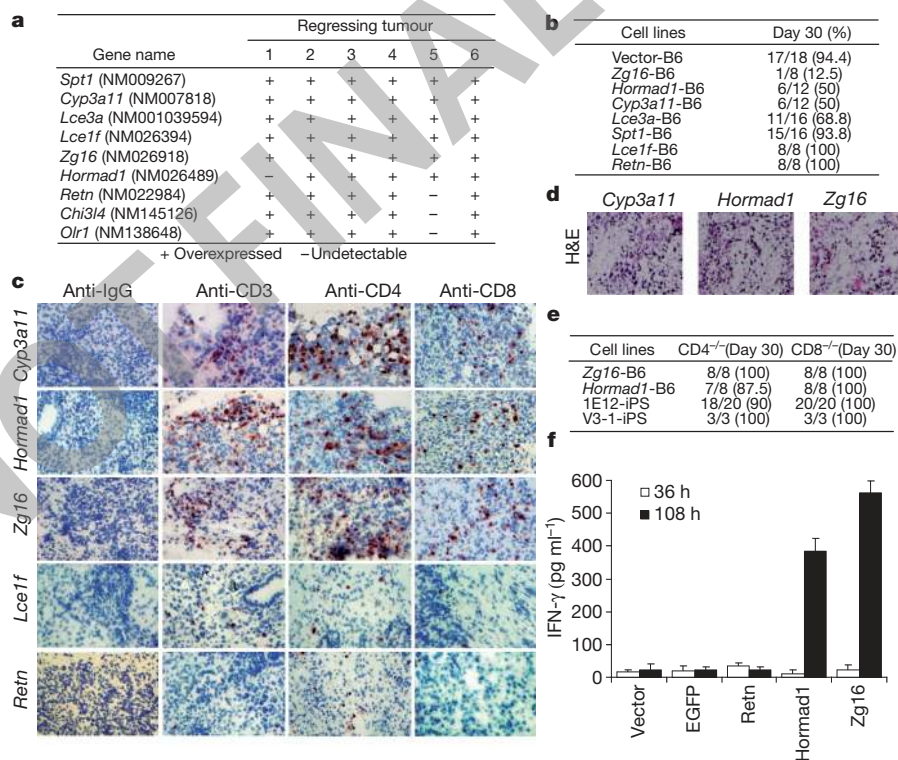 a
Regressing tumour
Gene name 1 2 3 4 5 6
Spt1 (NM009267) + + + + + +
Cyp3a11 (NM007818) + + + + + +
Lce3a (NM001039594) + + + + + +
Lce1f (NM026394) + + + + + +
Zg16 (NM026918) + + + + + +
Hormad1 (NM026489) − + + + + +
Retn (NM022984) + + + + − +
Chi3l4 (NM145126) + + + + − +
Olr1 (NM138648) + + + + − +
+ Overexpressed −Undetectable
b
Cell lines Day 30 (%)
Vector-B6 17/18 (94.4)
Zg16-B6 1/8 (12.5)
Hormad1-B6 6/12 (50)
Cyp3a11-B6 6/12 (50)
Lce3a-B6 11/16 (68.8)
Spt1-B6 15/16 (93.8)
Lce1f-B6 8/8 (100)
Retn-B6 8/8 (100)
c
Anti-IgG Anti-CD3 Anti-CD4 Anti-CD8
Cyp3a11
Hormad1
Zg16
Lce1f
Retn
d
Cyp3a11 Hormad1 Zg16
H&E
e
Cell lines CD4−/−(Day 30) CD8−/−(Day 30)
Zg16-B6 8/8 (100) 8/8 (100)
Hormad1-B6 7/8 (87.5) 8/8 (100)
1E12-iPS 18/20 (90) 20/20 (100)
V3-1-iPS 3/3 (100) 3/3 (100)
f
IFN-γ (pg ml−1)
600
500
400
300
200
100
0
36 h
108 h
Vector
EGFP
Retn
Hormad1
Zg16
NOT FINAL